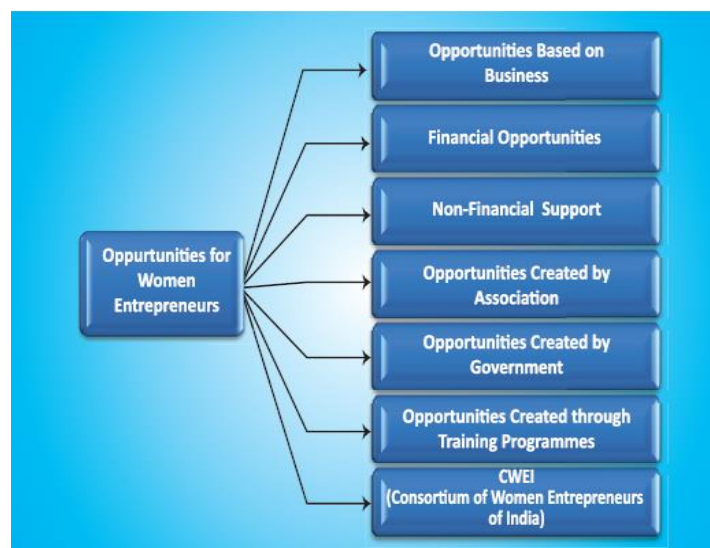 Opportunities Based on
Business
Financial Opportunities
Non-Financial Support
Oppurtunities for
Women
Entrepreneurs
Opportunities Created by
Association
Opportunities Created by
Government
Opportunities Created through
Training Programmes
CWEI
(Consortium of Women Entrepreneurs
of India)